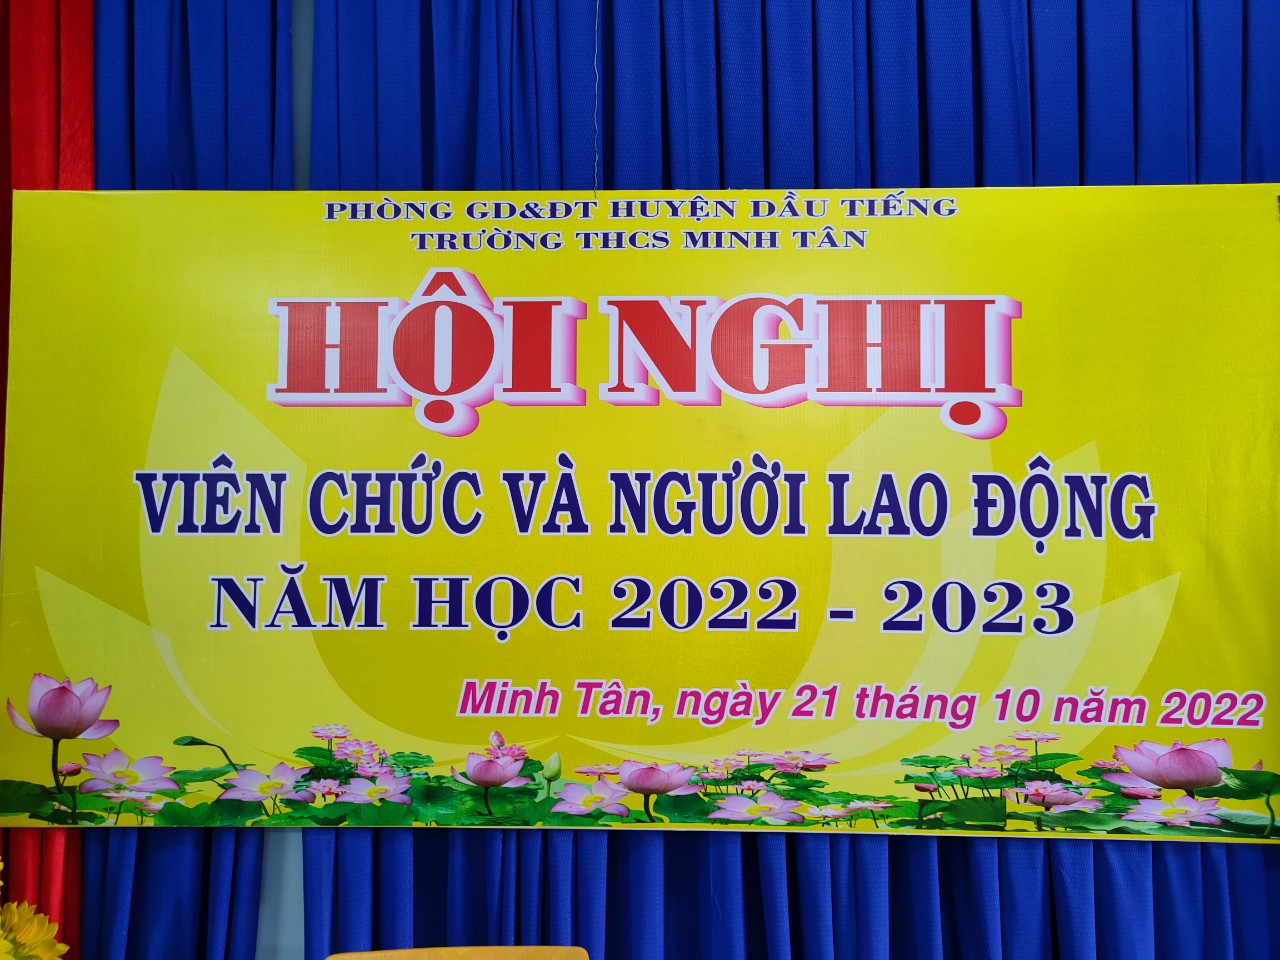 PHÒNG GD&ĐT HUYỆN DẦU TIẾNG
TRƯỜNG THCS MINH TÂN
HỘI NGHỊ
VIÊN CHỨC VÀ NGƯỜI LAO ĐỘNG
NĂM HỌC 2022 - 2023
Minh Tân, ngày 21 tháng 10 năm 2022